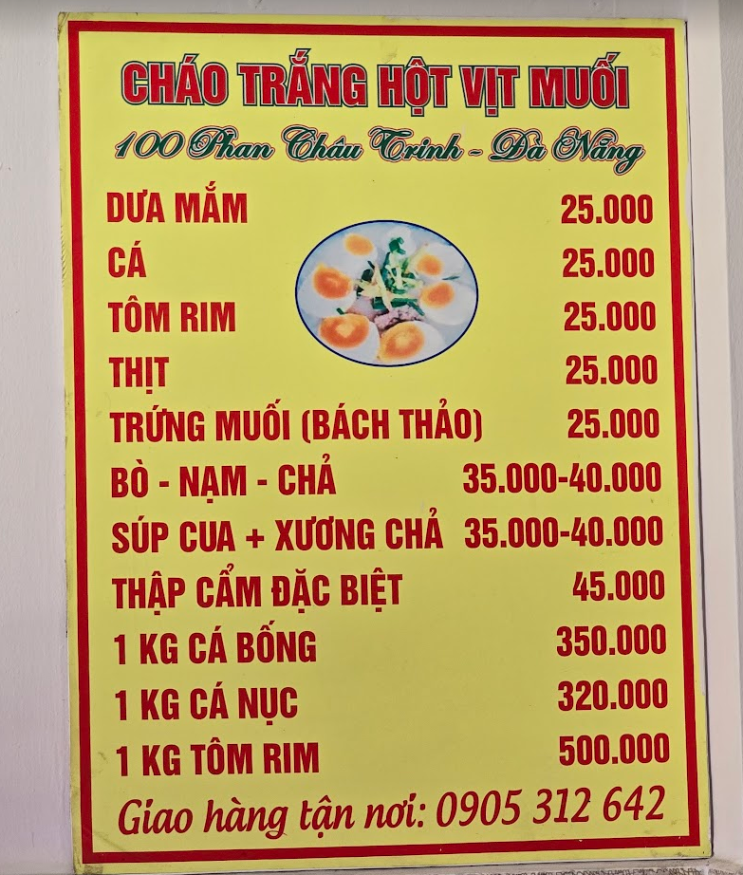 CHÁO TRẮNG HỘT VỊT MUỐI
100 Phan Châu Trinh - Đà Nẵng
DƯA MẮM 25.000
CÁ 25.000
TÔM RIM 25.000
THỊT 25.000
TRỨNG MUỐI (BÁCH THẢO) 25.000
BÒ - NẠM - CHẢ 35.000-40.000
SÚP CUA + XƯƠNG CHẢ 35.000-40.000
THẬP CẨM ĐẶC BIỆT 45.000
1 KG CÁ BỐNG 350.000
1 KG CÁ NỤC 320.000
1 KG TÔM RIM 500.000
Giao hàng tận nơi: 0905 312 642